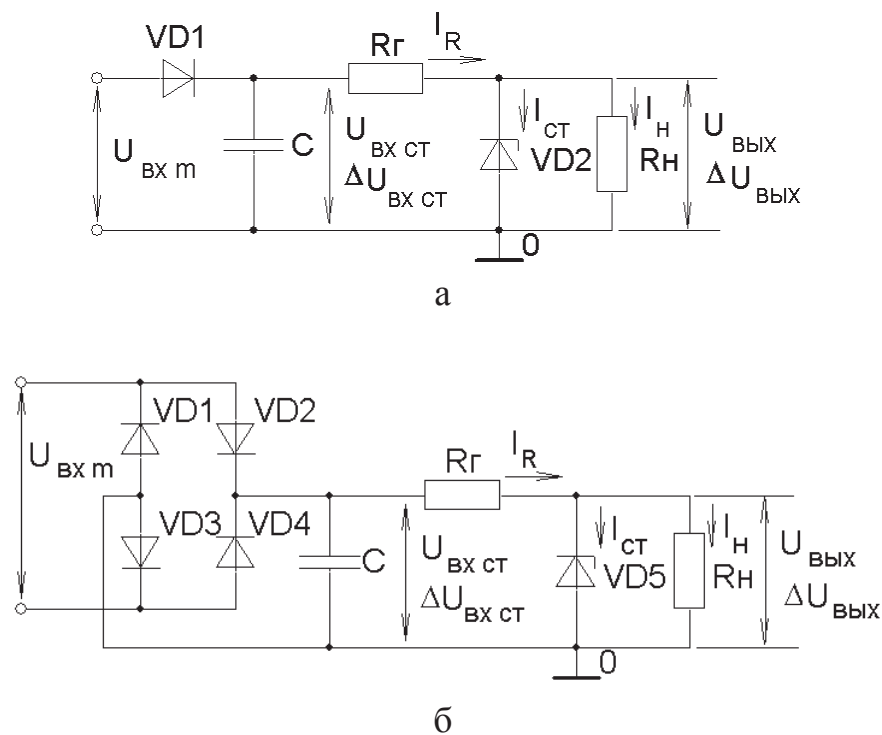 VD1
Rг
I R
U вх m
C
U вх ст
ΔU вх ст
I ст
VD2
I н
Rн
U вых
ΔU вых
0
а
VD1
VD2
U вх m
VD3
VD4
C
Rг
I R
U вх ст
ΔU вх ст
I ст
VD5
I н
Rн
U вых
ΔU вых
0
б